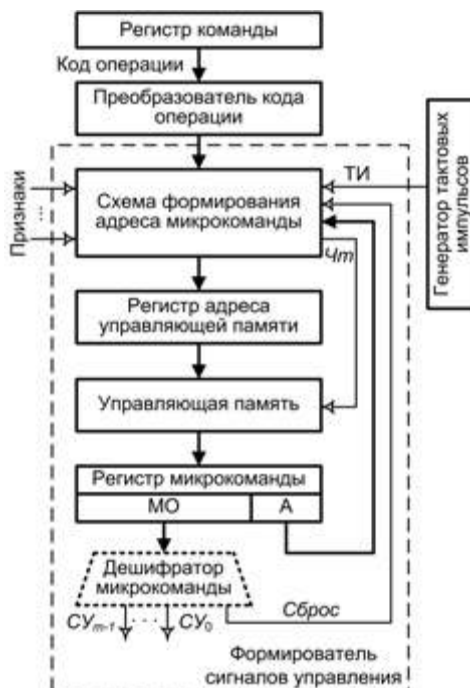 Регистр команды
Код операции
Преобразователь кода
операции
Признаки
...
Схема формирования
адреса микрокоманды
ТИ
Генератор тактовых
импульсов
Чт
Регистр адреса
управляющей памяти
Управляющая память
Регистр микрокоманды
МО
А
Дешифратор
микрокоманды
СУm-1 ... СУ0
Сброс
Формирователь
сигналов управления